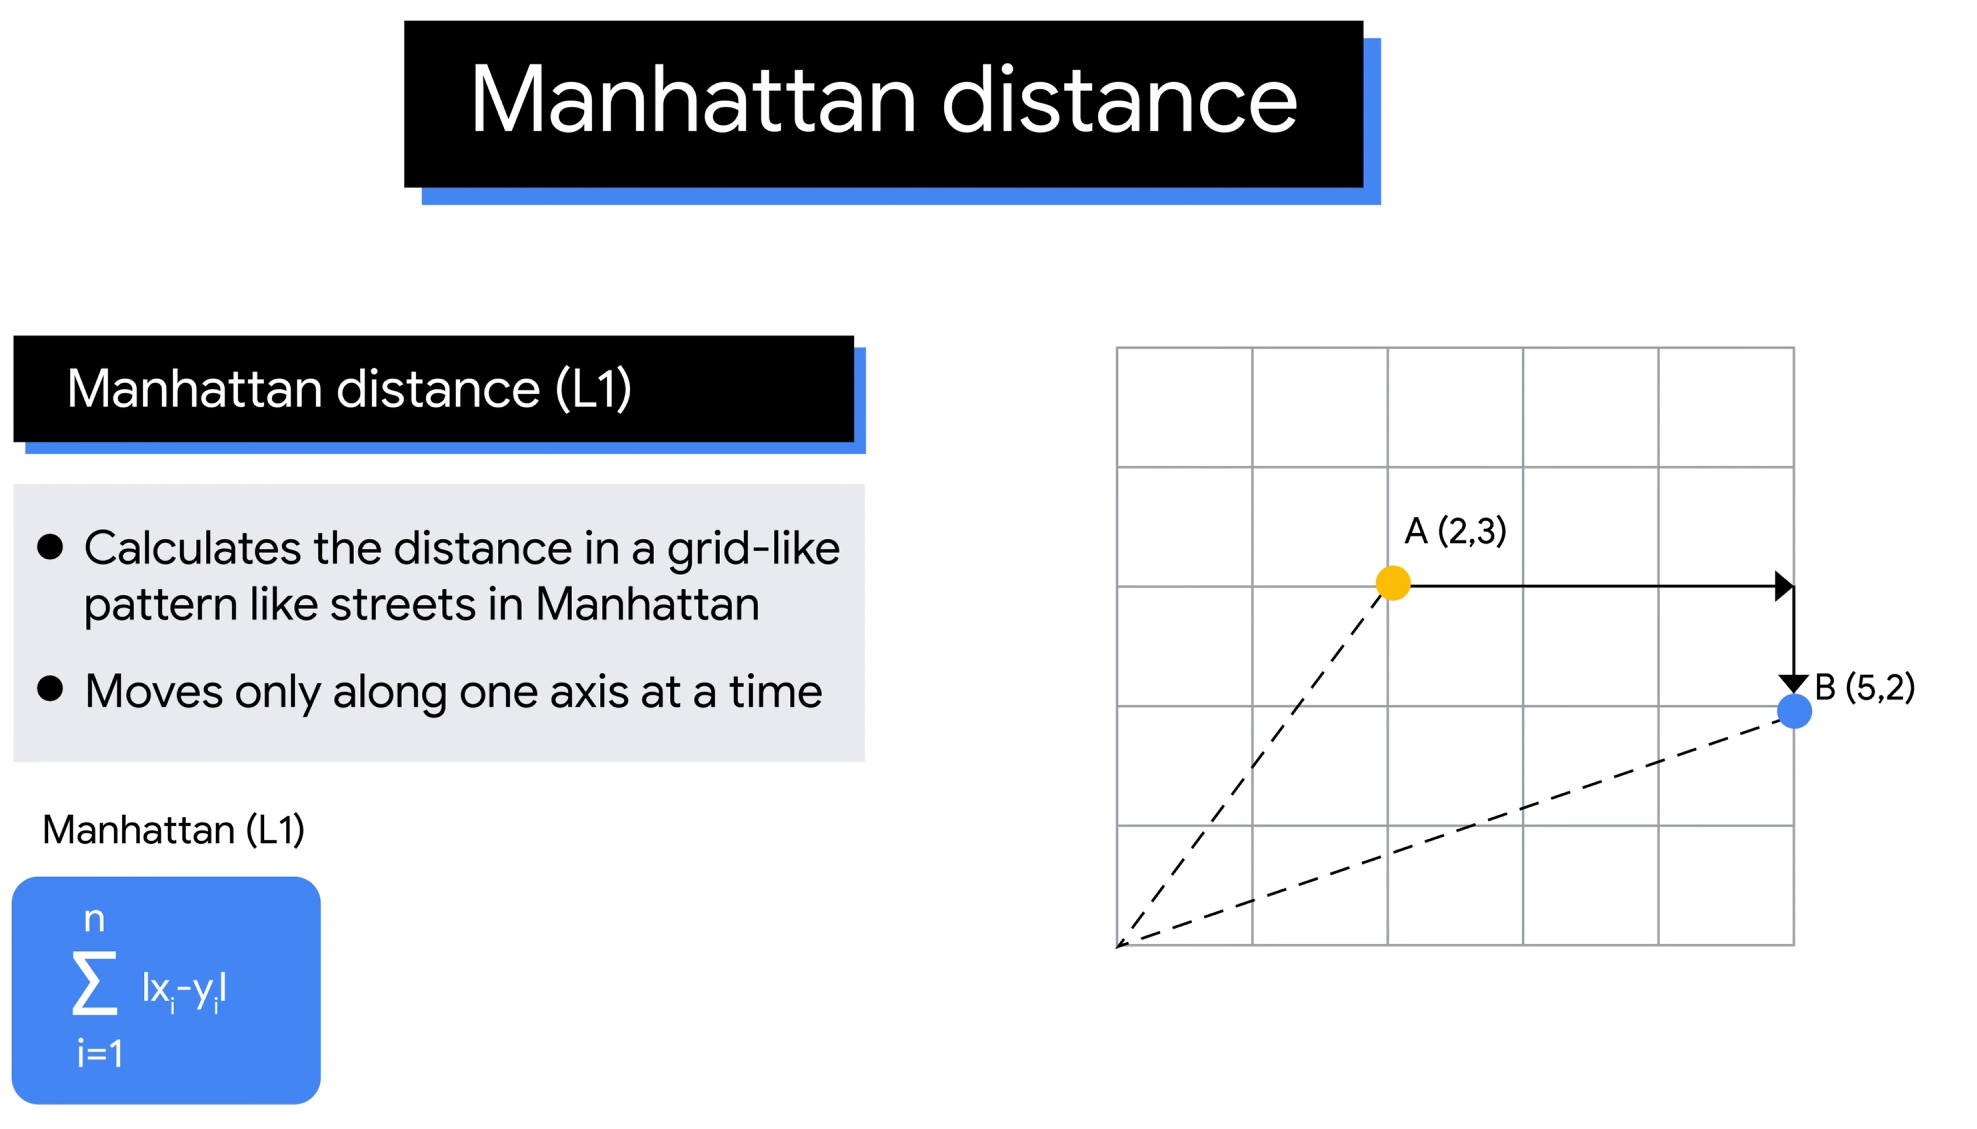 Manhattan distance
Manhattan distance (L1)
● Calculates the distance in a grid-like
pattern like streets in Manhattan
● Moves only along one axis at a time
Manhattan (L1)
n
Σ |xᵢ-yᵢ|
i=1
A (2,3)
B (5,2)